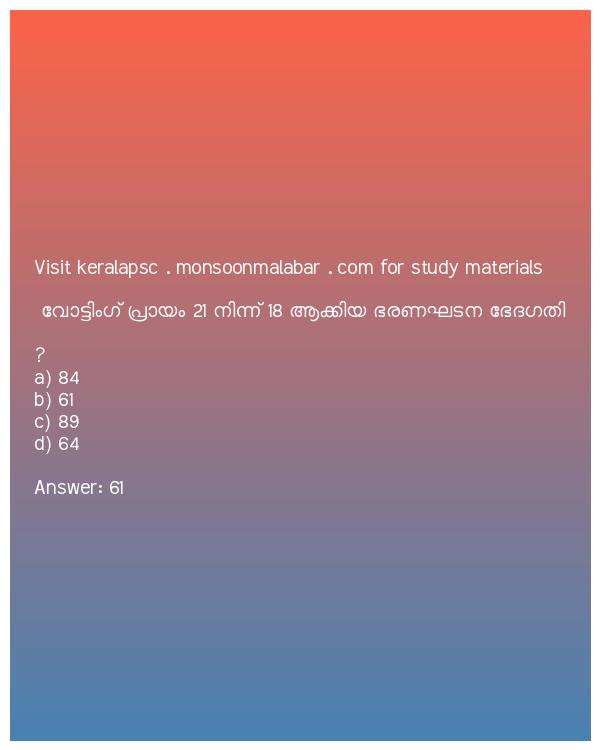 Visit keralapsc . monsoonmalabar . com for study materials
വോട്ടിംഗ് പ്രായം 21 നിന്ന് 18 ആക്കിയ ഭരണഘടന ഭേദഗതി
?
a) 84
b) 61
c) 89
d) 64
Answer: 61